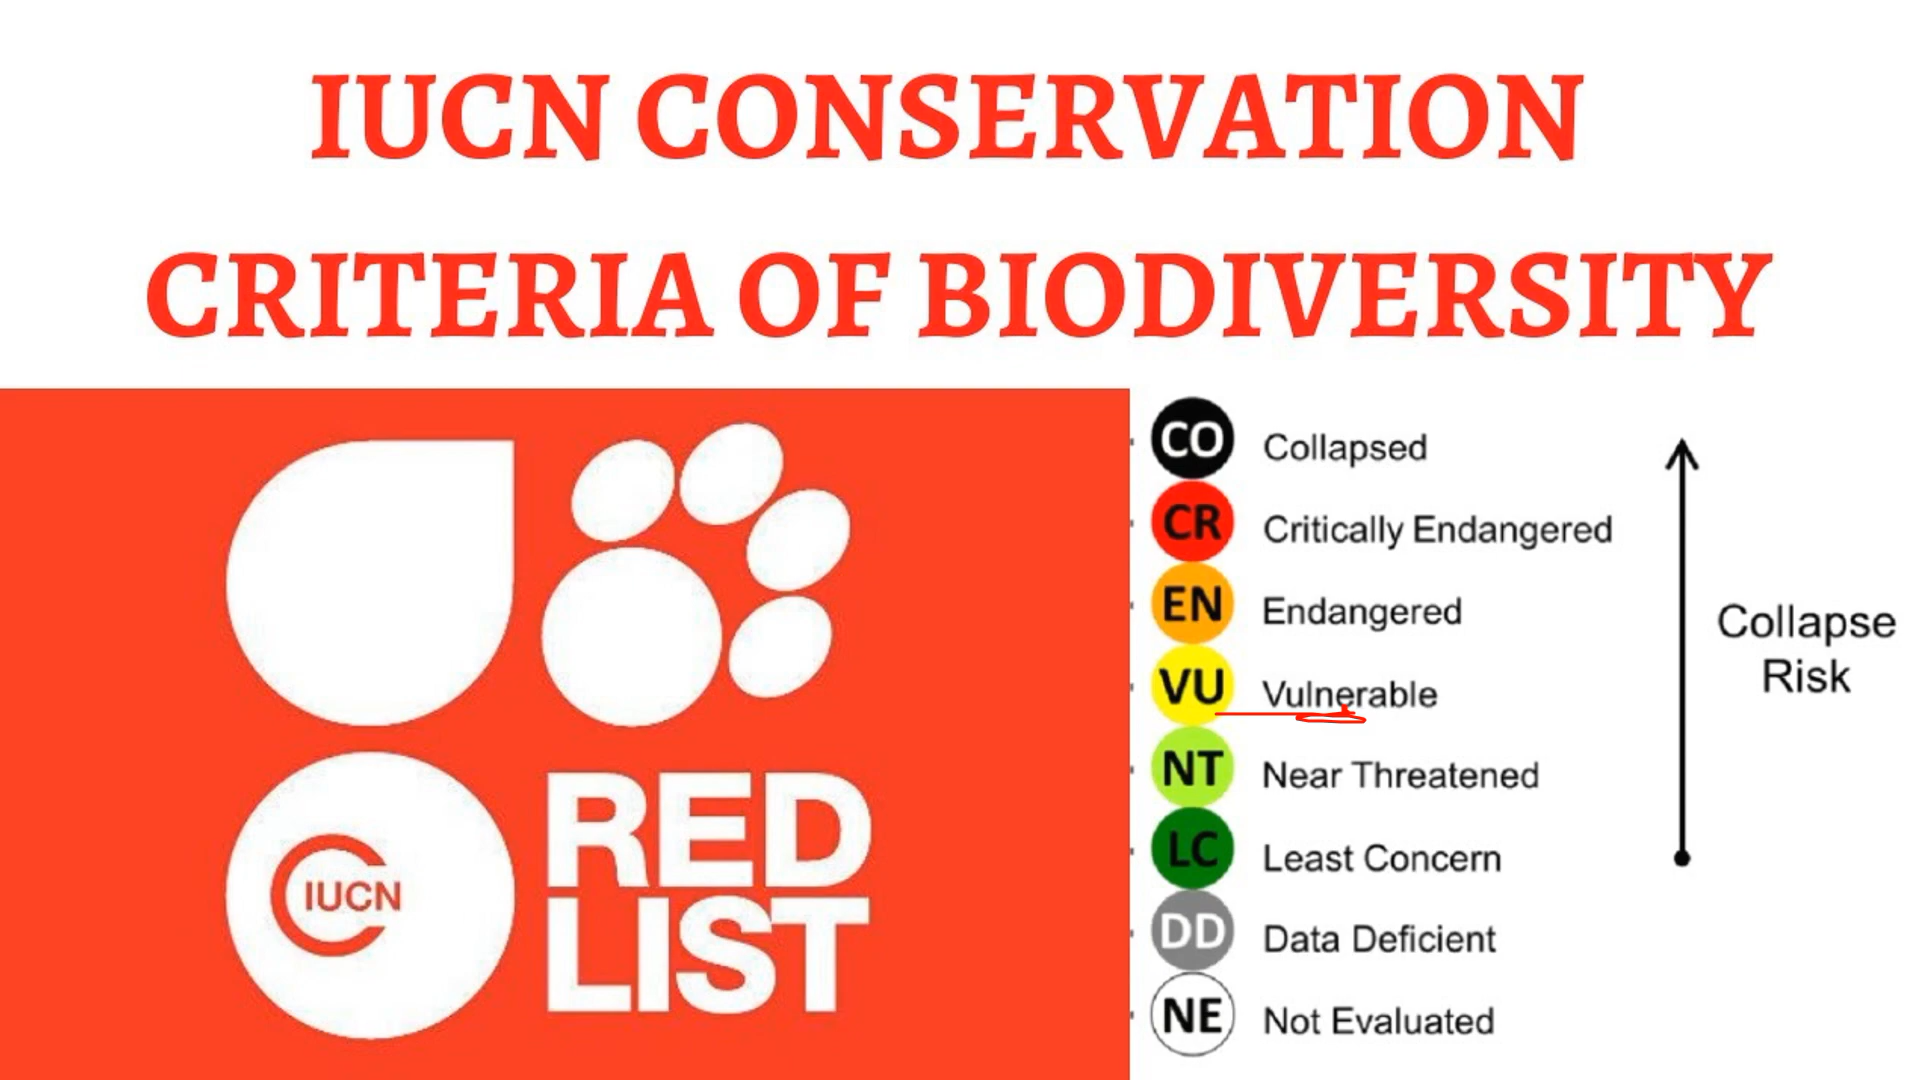 IUCN CONSERVATION
CRITERIA OF BIODIVERSITY
IUCN
RED
LIST
CO Collapsed
CR Critically Endangered
EN Endangered
VU Vulnerable
NT Near Threatened
LC Least Concern
DD Data Deficient
NE Not Evaluated
Collapse
Risk